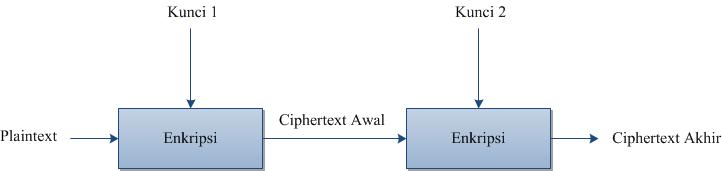 Kunci 1
Kunci 2
Plaintext
Enkripsi
Ciphertext Awal
Enkripsi
Ciphertext Akhir